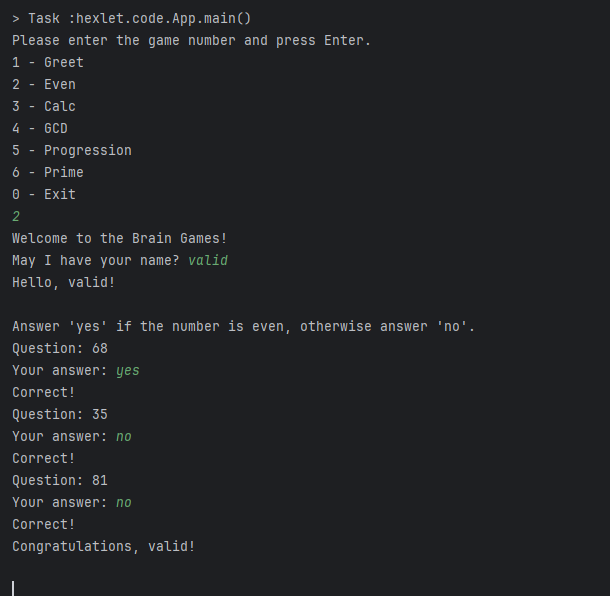 > Task :hexlet.code.App.main()
Please enter the game number and press Enter.
1 - Greet
2 - Even
3 - Calc
4 - GCD
5 - Progression
6 - Prime
0 - Exit
2
Welcome to the Brain Games!
May I have your name? valid
Hello, valid!

Answer 'yes' if the number is even, otherwise answer 'no'.
Question: 68
Your answer: yes
Correct!
Question: 35
Your answer: no
Correct!
Question: 81
Your answer: no
Correct!
Congratulations, valid!